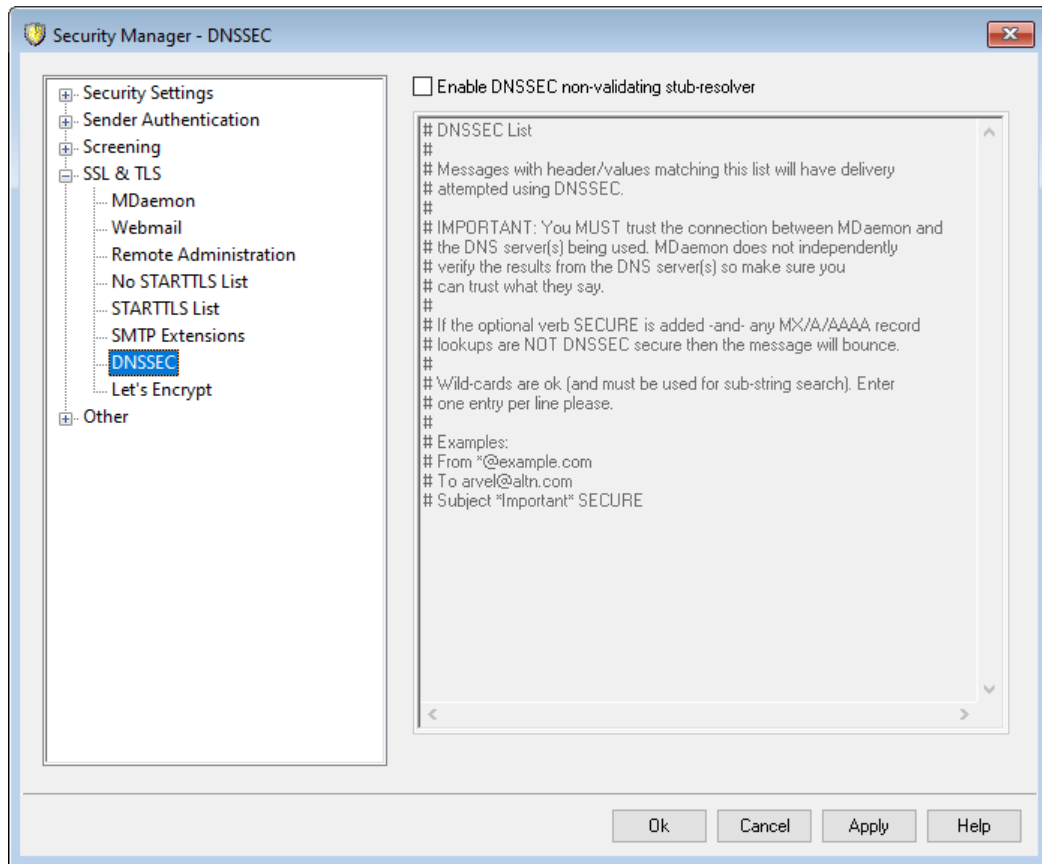 Security Manager - DNSSEC
Security Settings
Sender Authentication
Screening
SSL & TLS
MDaemon
Webmail
Remote Administration
No STARTTLS List
STARTTLS List
SMTP Extensions
DNSSEC
Let's Encrypt
Other
Enable DNSSEC non-validating stub-resolver
# DNSSEC List
#
# Messages with header/values matching this list will have delivery
# attempted using DNSSEC.
#
# IMPORTANT: You MUST trust the connection between MDaemon and
# the DNS server(s) being used. MDaemon does not independently
# verify the results from the DNS server(s) so make sure you
# can trust what they say.
#
# If the optional verb SECURE is added -and- any MX/A/AAAA record
# lookups are NOT DNSSEC secure then the message will bounce.
#
# Wild-cards are ok (and must be used for sub-string search). Enter
# one entry per line please.
#
# Examples:
# From *@example.com
# To arvel@altn.com
# Subject *Important* SECURE
Ok
Cancel
Apply
Help